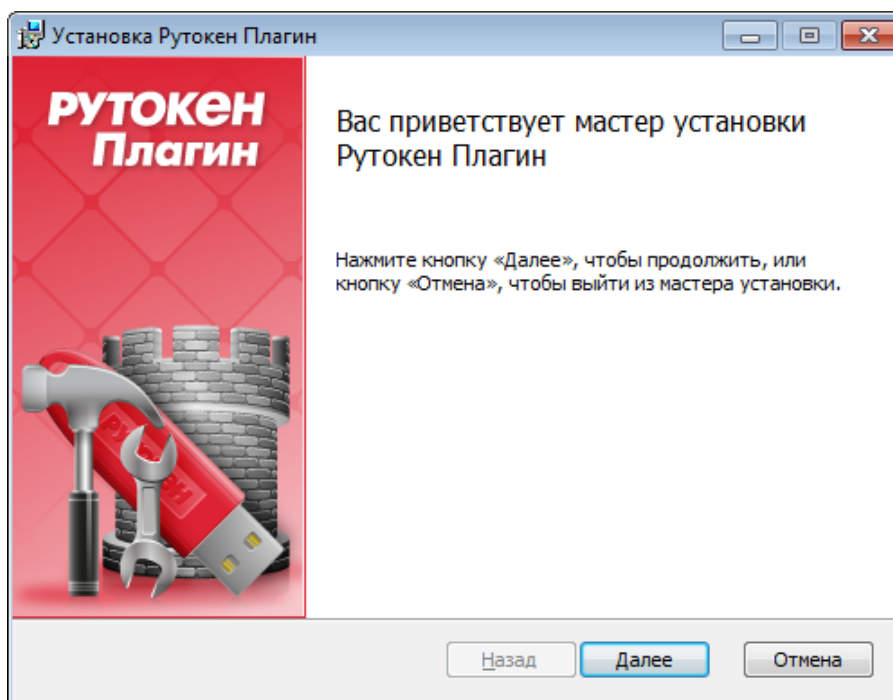 Установка Рутокен Плагин
РУТОКЕН
Плагин
Вас приветствует мастер установки
Рутокен Плагин
Нажмите кнопку «Далее», чтобы продолжить, или
кнопку «Отмена», чтобы выйти из мастера установки.
РУТОКЕН
Назад
Далее
Отмена